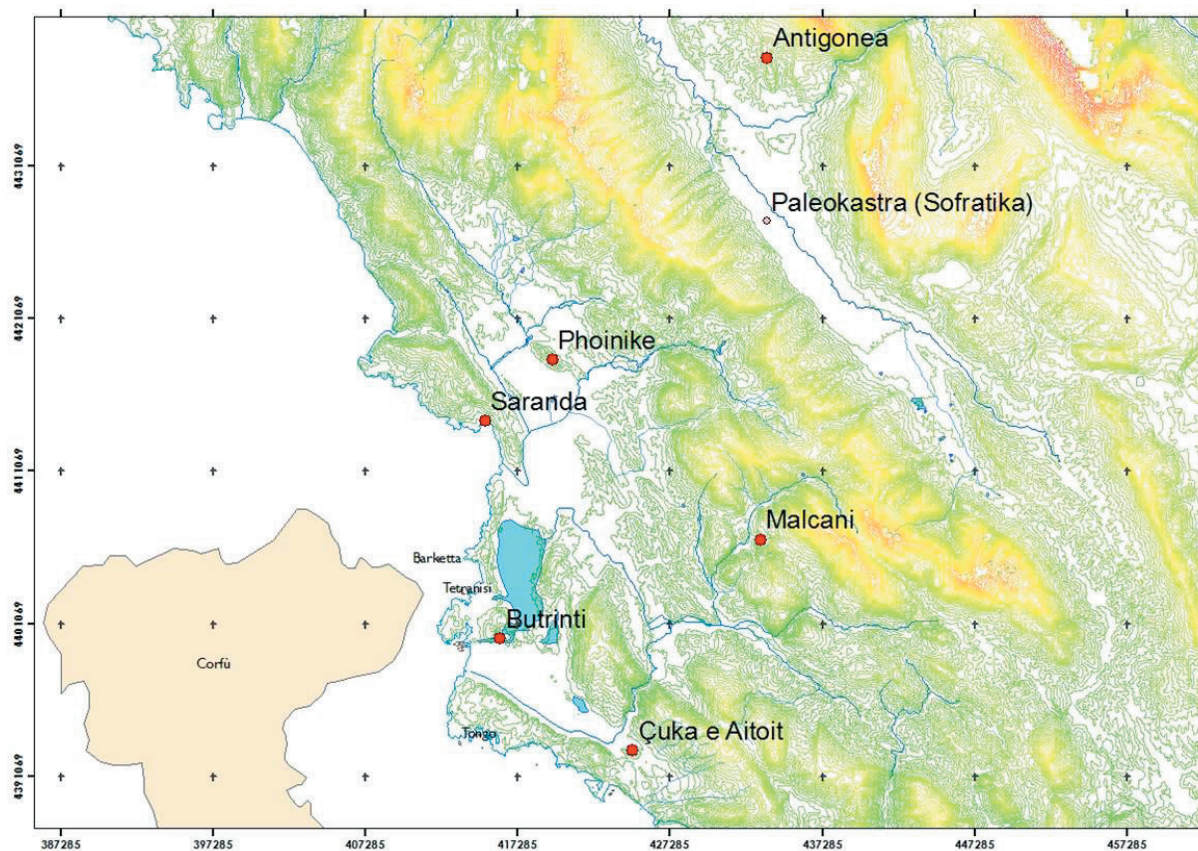 Antigonea
4431069
Paleokastra (Sofratika)
4421069
Phoinike
Saranda
4411069
Malcani
Barketta
Tetranisi
Butrinti
4401069
Corfù
Tongo
Çuka e Aitoit
4391069
387285
397285
407285
417285
427285
437285
447285
457285